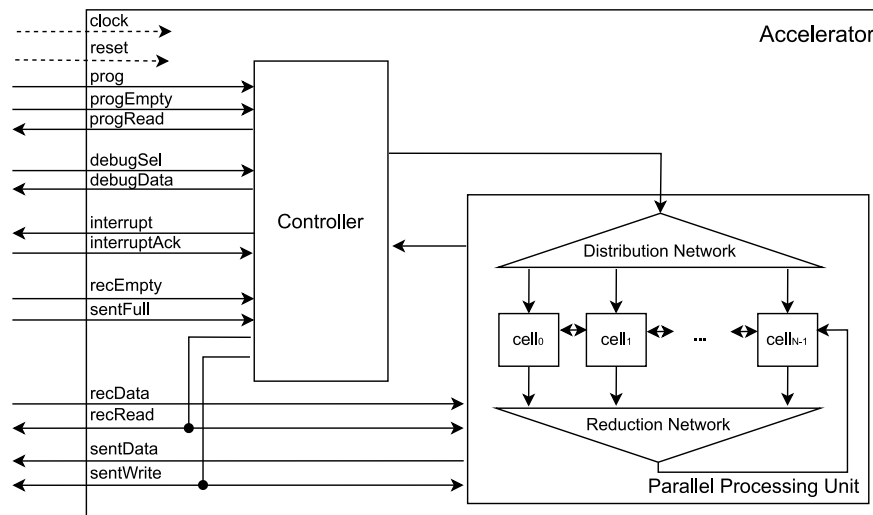 clock
Accelerator
reset
prog
progEmpty
progRead
debugSel
debugData
Controller
interrupt
interruptAck
Distribution Network
recEmpty
sentFull
cell0
cell1
...
cellN-1
recData
recRead
Reduction Network
sentData
sentWrite
Parallel Processing Unit